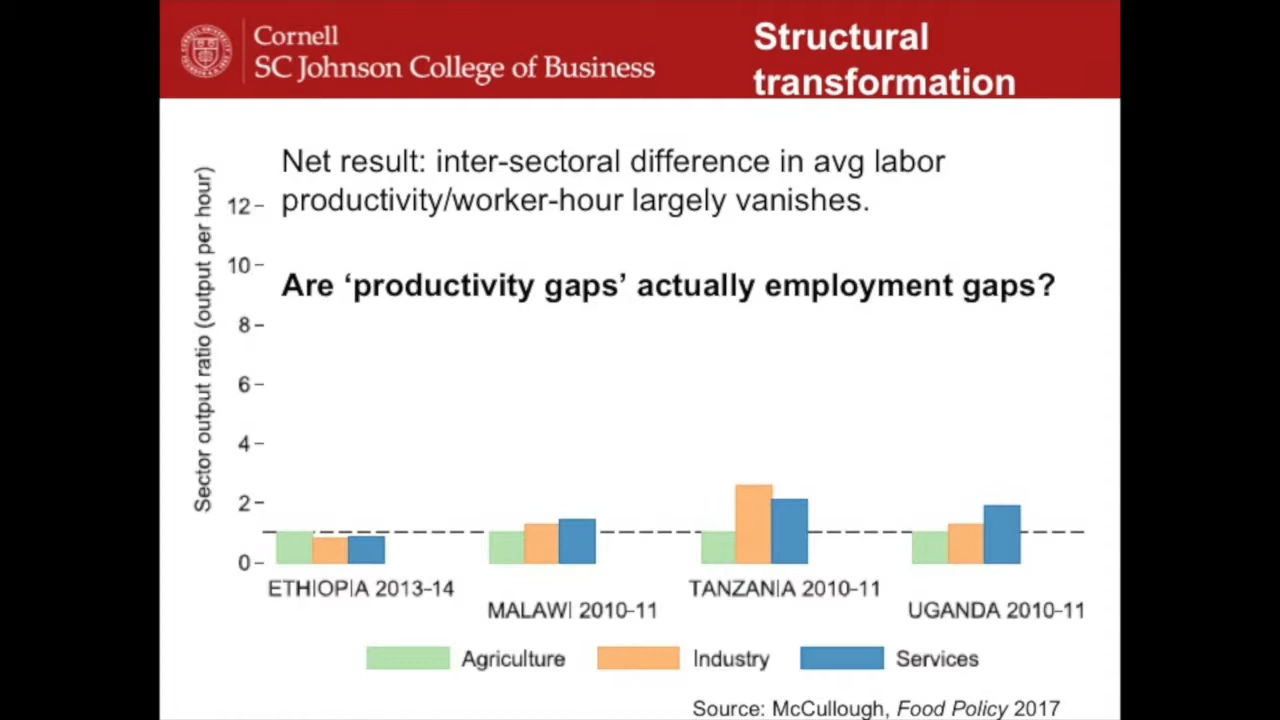 Cornell
SC Johnson College of Business
Structural
transformation
Net result: inter-sectoral difference in avg labor
productivity/worker-hour largely vanishes.
Are ‘productivity gaps’ actually employment gaps?
Sector output ratio (output per hour)
12
10
8
6
4
2
0
ETHIOPIA 2013-14
MALAWI 2010-11
TANZANIA 2010-11
UGANDA 2010-11
Agriculture
Industry
Services
Source: McCullough, Food Policy 2017